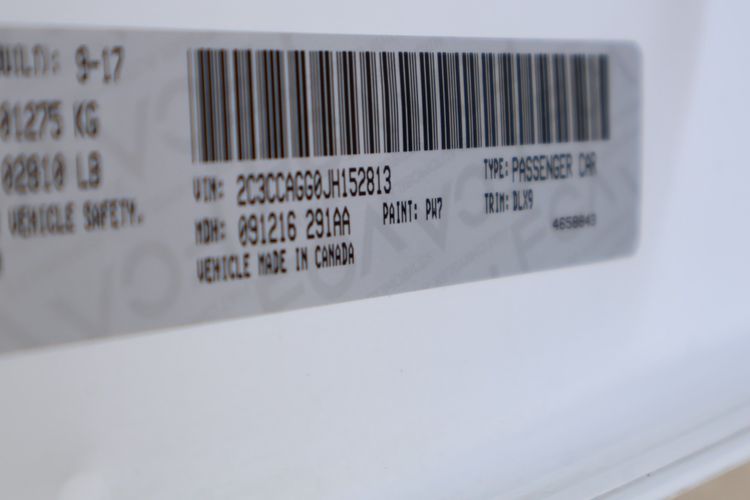 9-17
01275 KG
02810 LB
VEHICLE SAFETY.
VIN: 2C3CCAGG0JH152813
TYPE: PASSENGER CAR
MDH: 091216 291AA
PAINT: PW7
TRIM: DLX9
4658843
VEHICLE MADE IN CANADA